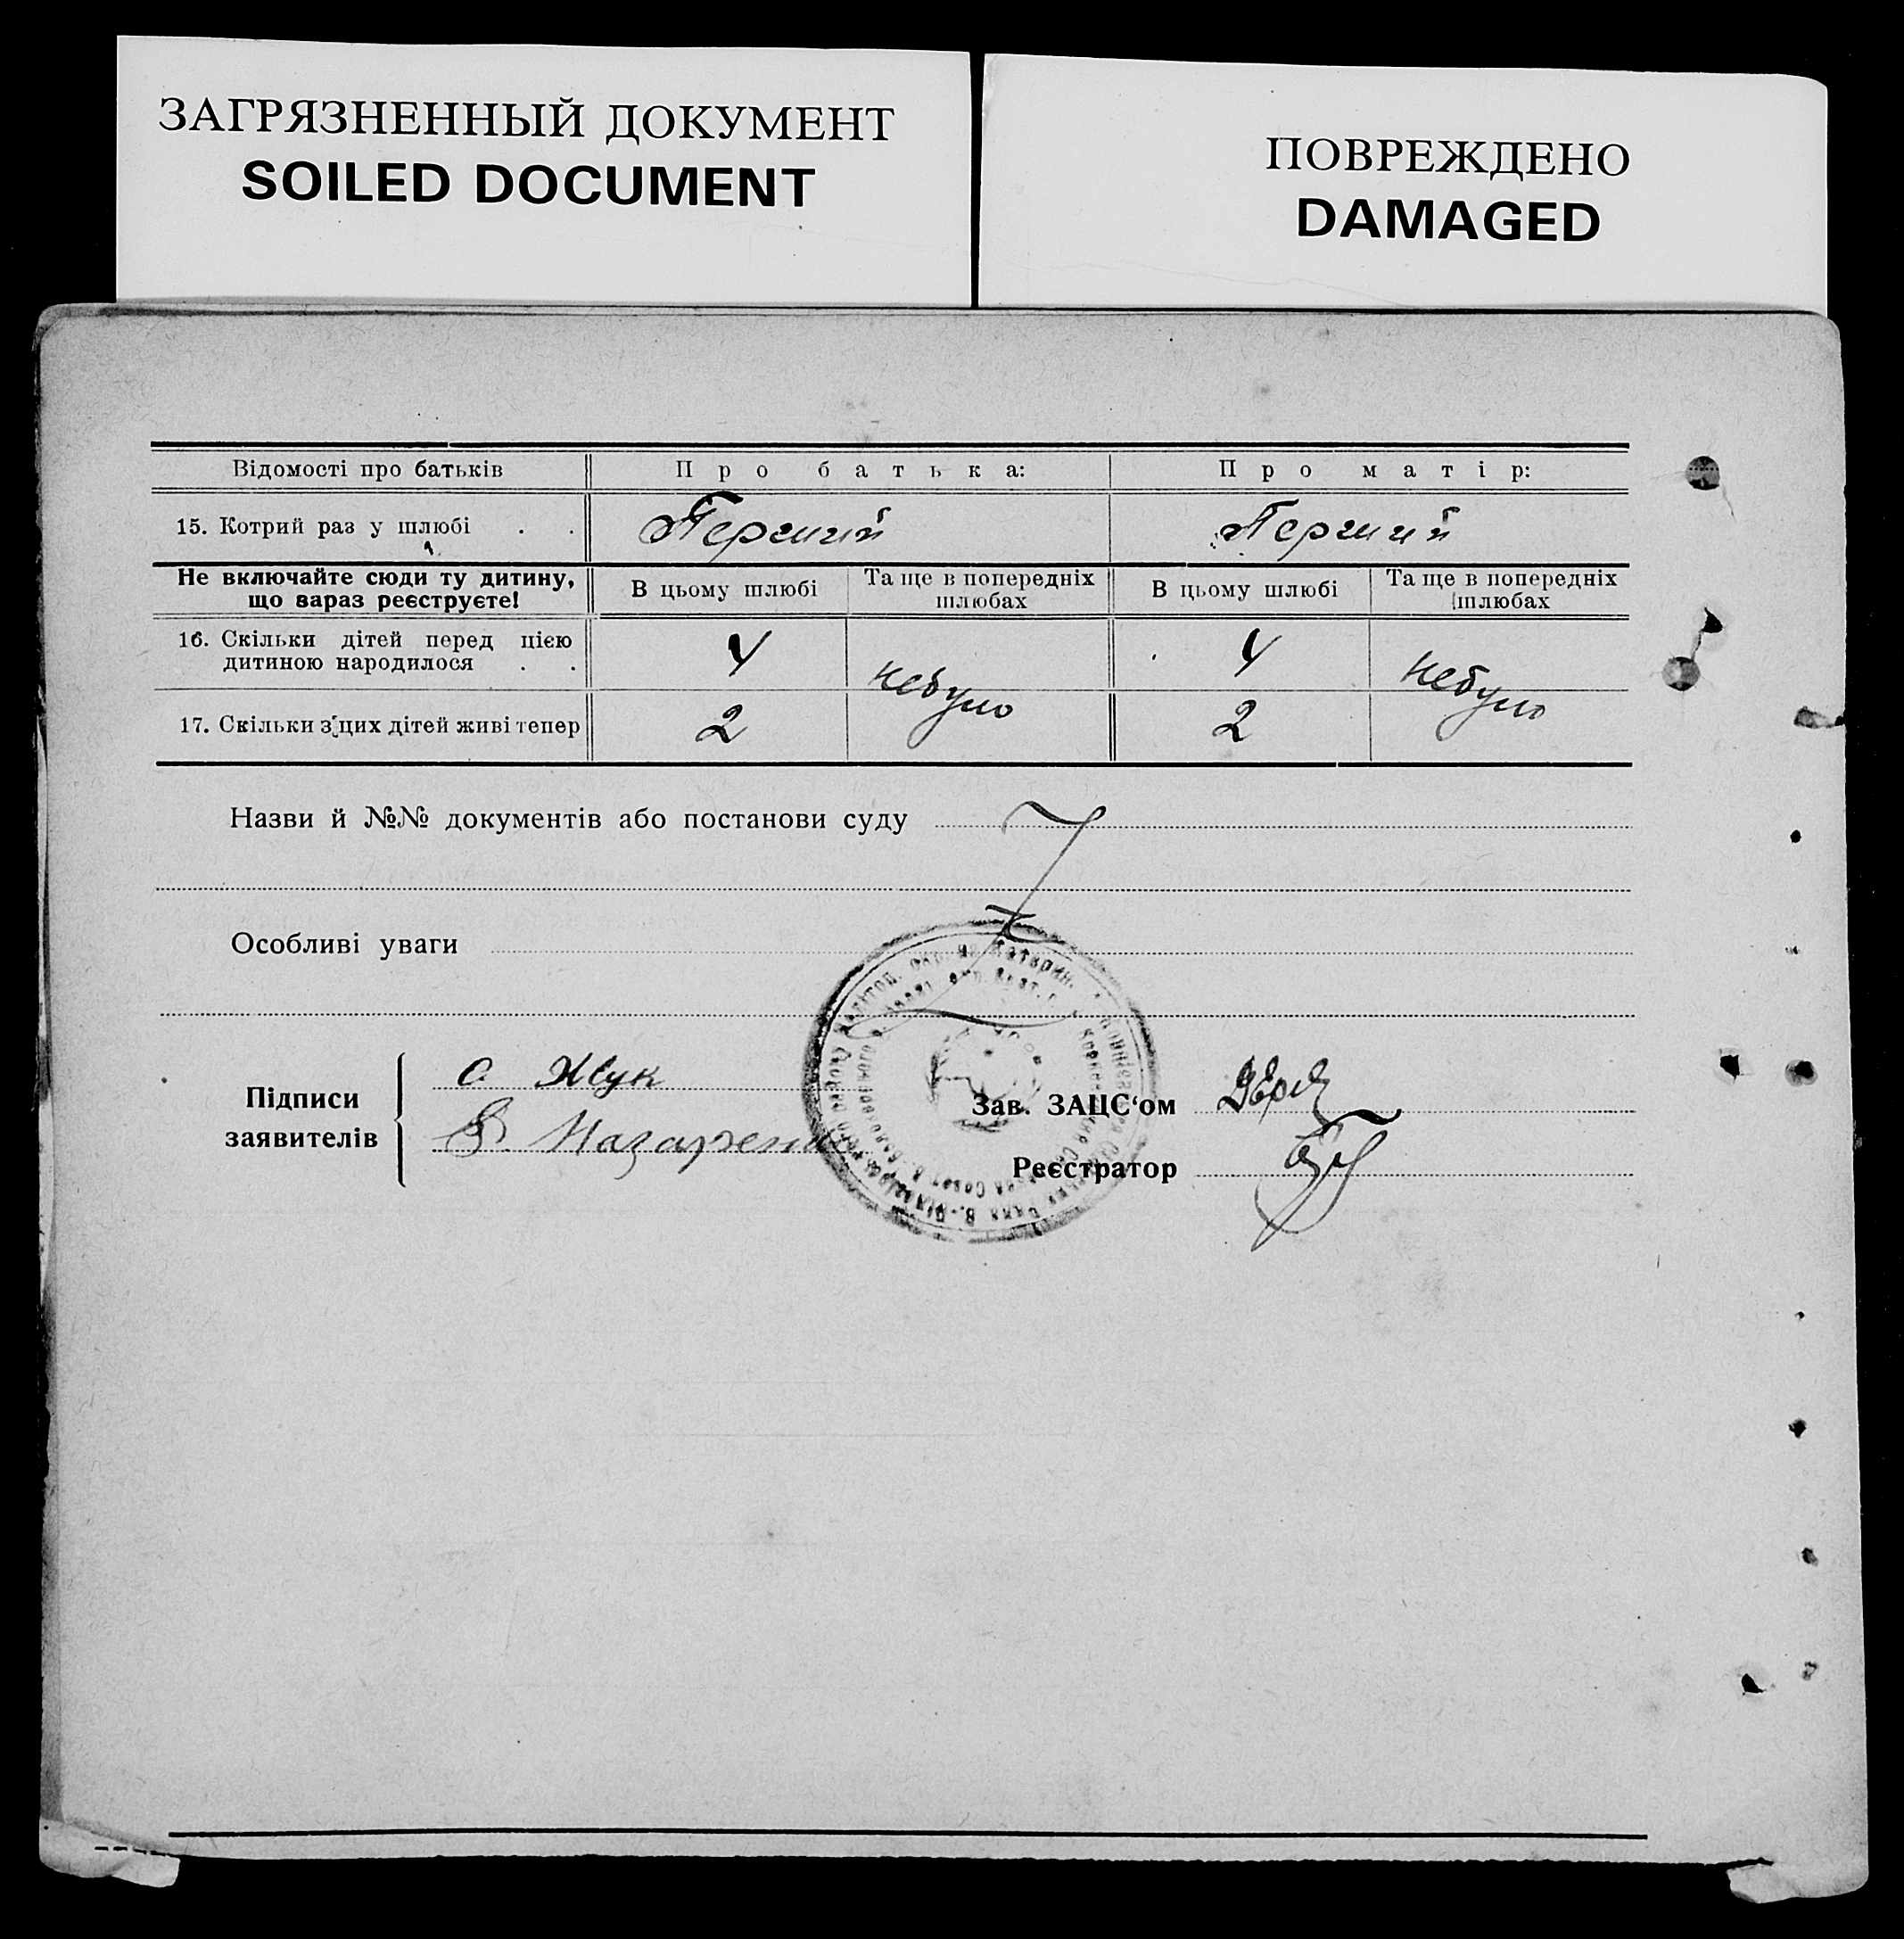 ЗАГРЯЗНЕННЫЙ ДОКУМЕНТ
SOILED DOCUMENT
ПОВРЕЖДЕНО
DAMAGED
Відомості про батьків Про батька: Про матір:
15. Котрий раз у шлюбі . . Перший Перший
Не включайте сюди ту дитину, що вараз реєструєте!
В цьому шлюбі Та ще в попередніх шлюбах В цьому шлюбі Та ще в попередніх шлюбах
16. Скільки дітей перед цією
дитиною народилося . . 4 небуло 4 небуло
17. Скільки з цих дітей живі тепер 2 2
Назви й №№ документів або постанови суду
Особливі уваги
Підписи
заявителів
О Жук
Назарен
Зав. ЗАЦС‘ом
Реєстратор